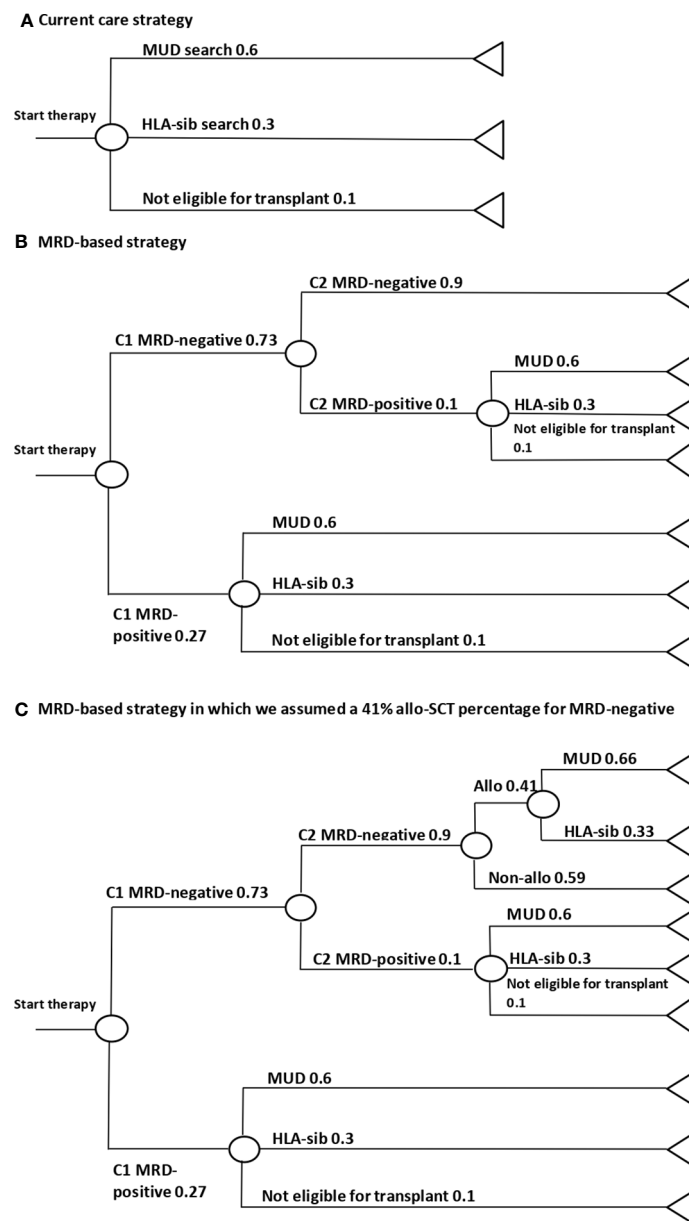 A Current care strategy
MUD search 0.6
Start therapy
HLA-sib search 0.3
Not eligible for transplant 0.1
B MRD-based strategy
C2 MRD-negative 0.9
C1 MRD-negative 0.73
MUD 0.6
C2 MRD-positive 0.1
HLA-sib 0.3
Not eligible for transplant
0.1
Start therapy
MUD 0.6
HLA-sib 0.3
C1 MRD-
positive 0.27
Not eligible for transplant 0.1
C MRD-based strategy in which we assumed a 41% allo-SCT percentage for MRD-negative
MUD 0.66
Allo 0.41
C2 MRD-negative 0.9
HLA-sib 0.33
Non-allo 0.59
C1 MRD-negative 0.73
MUD 0.6
C2 MRD-positive 0.1
HLA-sib 0.3
Not eligible for transplant
0.1
Start therapy
MUD 0.6
HLA-sib 0.3
C1 MRD-
positive 0.27
Not eligible for transplant 0.1